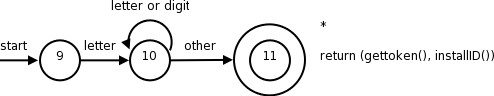 letter or digit
start
9
letter
10
other
11
*
return (gettoken(), installID())